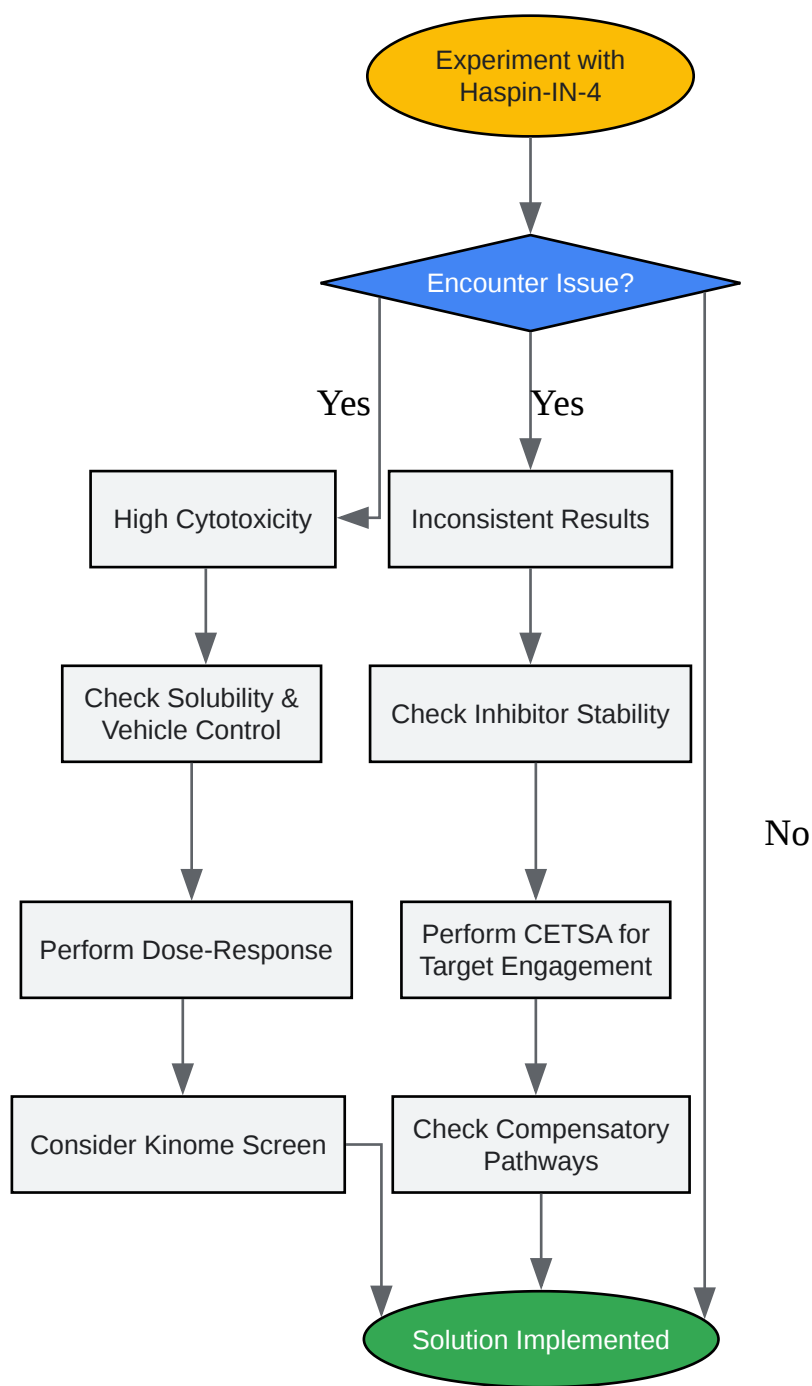 Experiment with
Haspin-IN-4
Encounter Issue?
Yes
Yes
High Cytotoxicity
Inconsistent Results
Check Solubility &
Vehicle Control
Check Inhibitor Stability
No
Perform Dose-Response
Perform CETSA for
Target Engagement
Consider Kinome Screen
Check Compensatory
Pathways
Solution Implemented